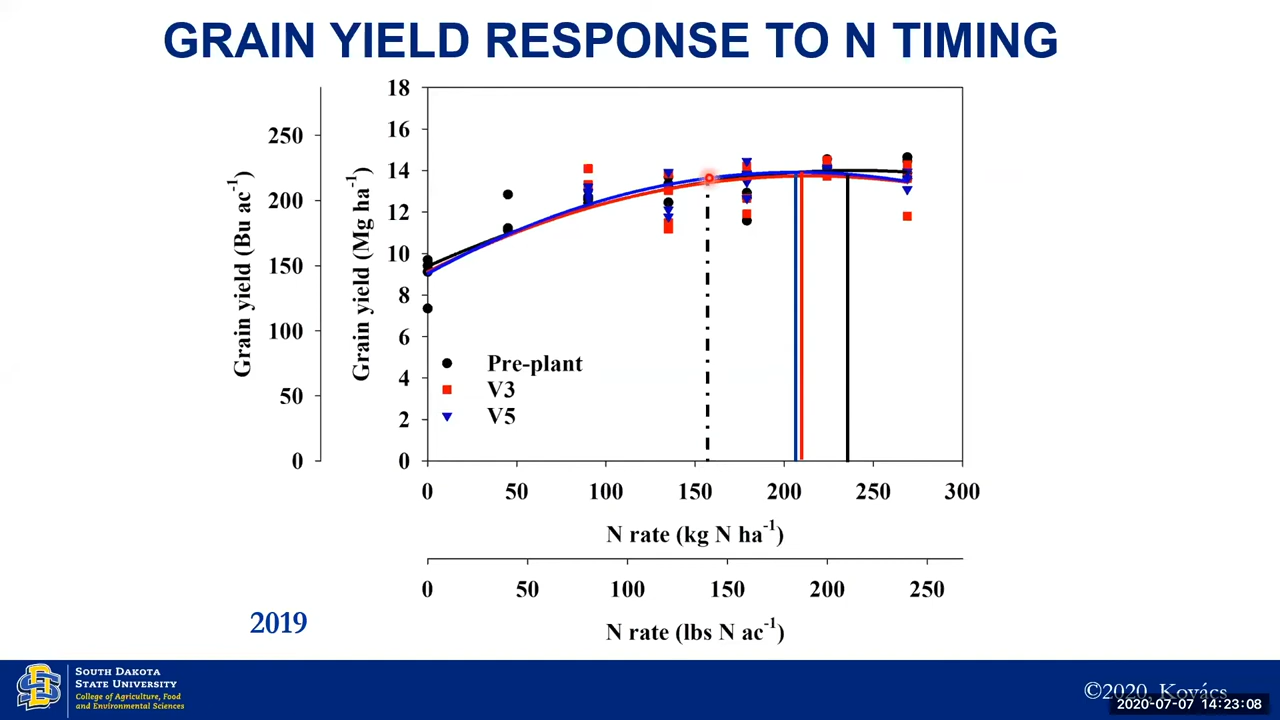 GRAIN YIELD RESPONSE TO N TIMING
18
16
14
12
10
8
6
4
2
0
250
200
150
100
50
0
Grain yield (Bu ac⁻¹)
Grain yield (Mg ha⁻¹)
Pre-plant
V3
V5
0 50 100 150 200 250 300
N rate (kg N ha⁻¹)
0 50 100 150 200 250
N rate (lbs N ac⁻¹)
2019
SOUTH DAKOTA
STATE UNIVERSITY
College of Agriculture, Food
and Environmental Sciences
©2020, Kovács
2020-07-07 14:23:08